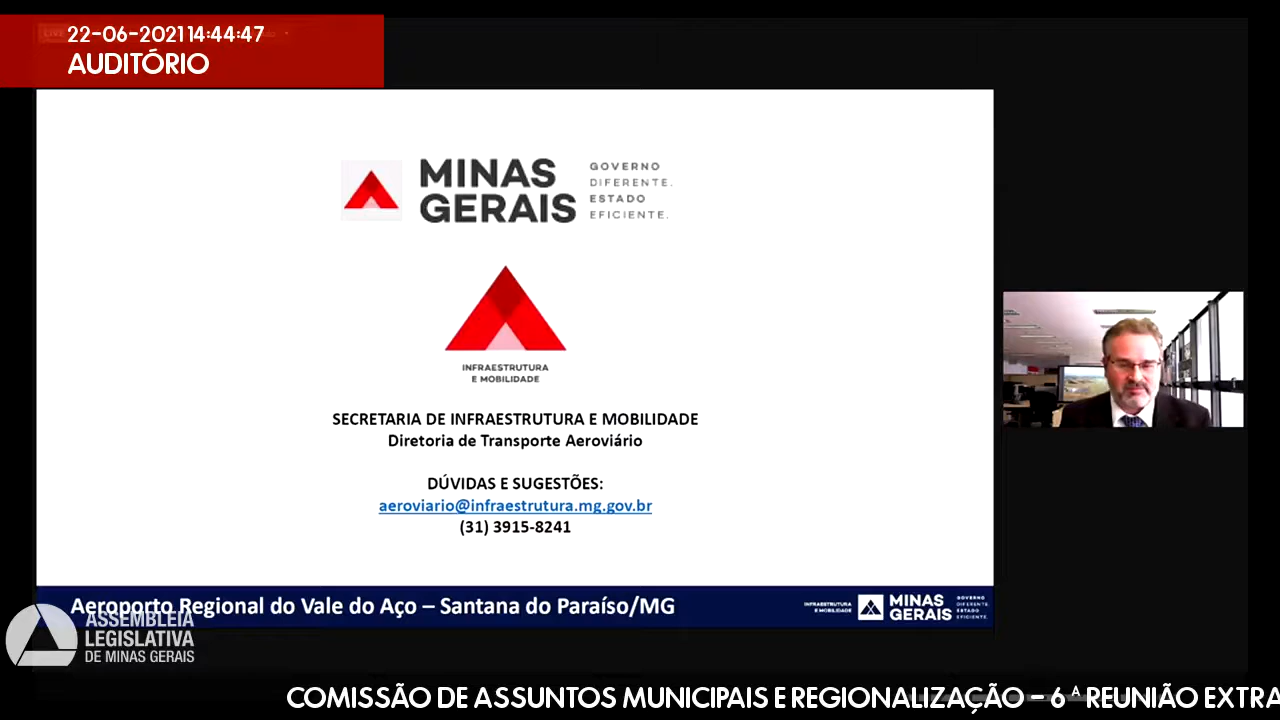 22-06-2021 14:44:47
AUDITÓRIO
MINAS GERAIS
GOVERNO
DIFERENTE.
ESTADO
EFICIENTE.
INFRAESTRUTURA
E MOBILIDADE
SECRETARIA DE INFRAESTRUTURA E MOBILIDADE
Diretoria de Transporte Aeroviário
DÚVIDAS E SUGESTÕES:
aeroviario@infraestrutura.mg.gov.br
(31) 3915-8241
Aeroporto Regional do Vale do Aço – Santana do Paraíso/MG
INFRAESTRUTURA
E MOBILIDADE
MINAS
GERAIS
GOVERNO
DIFERENTE.
ESTADO
EFICIENTE.
ASSEMBLEIA
LEGISLATIVA
DE MINAS GERAIS
COMISSÃO DE ASSUNTOS MUNICIPAIS E REGIONALIZAÇÃO - 6ª REUNIÃO EXTRA